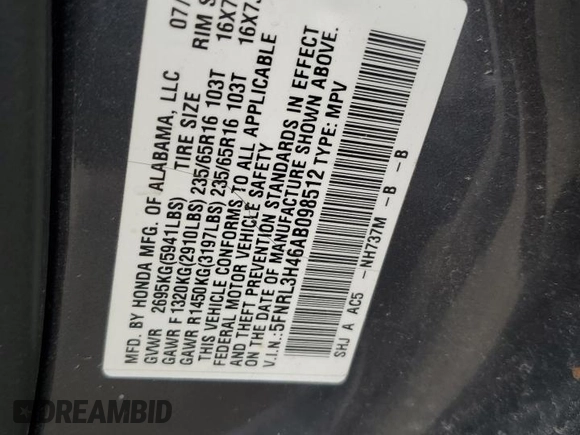 MFD. BY HONDA MFG. OF ALABAMA, LLC 07/
GVWR 2695KG(5941LBS) TIRE SIZE RIM S
GAWR F 1320KG(2910LBS) 235/65R16 103T 16X7
GAWR R1450KG(3197LBS) 235/65R16 103T 16X7.
THIS VEHICLE CONFORMS TO ALL APPLICABLE
FEDERAL MOTOR VEHICLE SAFETY
AND THEFT PREVENTION STANDARDS IN EFFECT
ON THE DATE OF MANUFACTURE SHOWN ABOVE.
V.I.N.:5FNRL3H46AB098512 TYPE: MPV
SHJ A AC5 -NH737M -B -B
DREAMBID